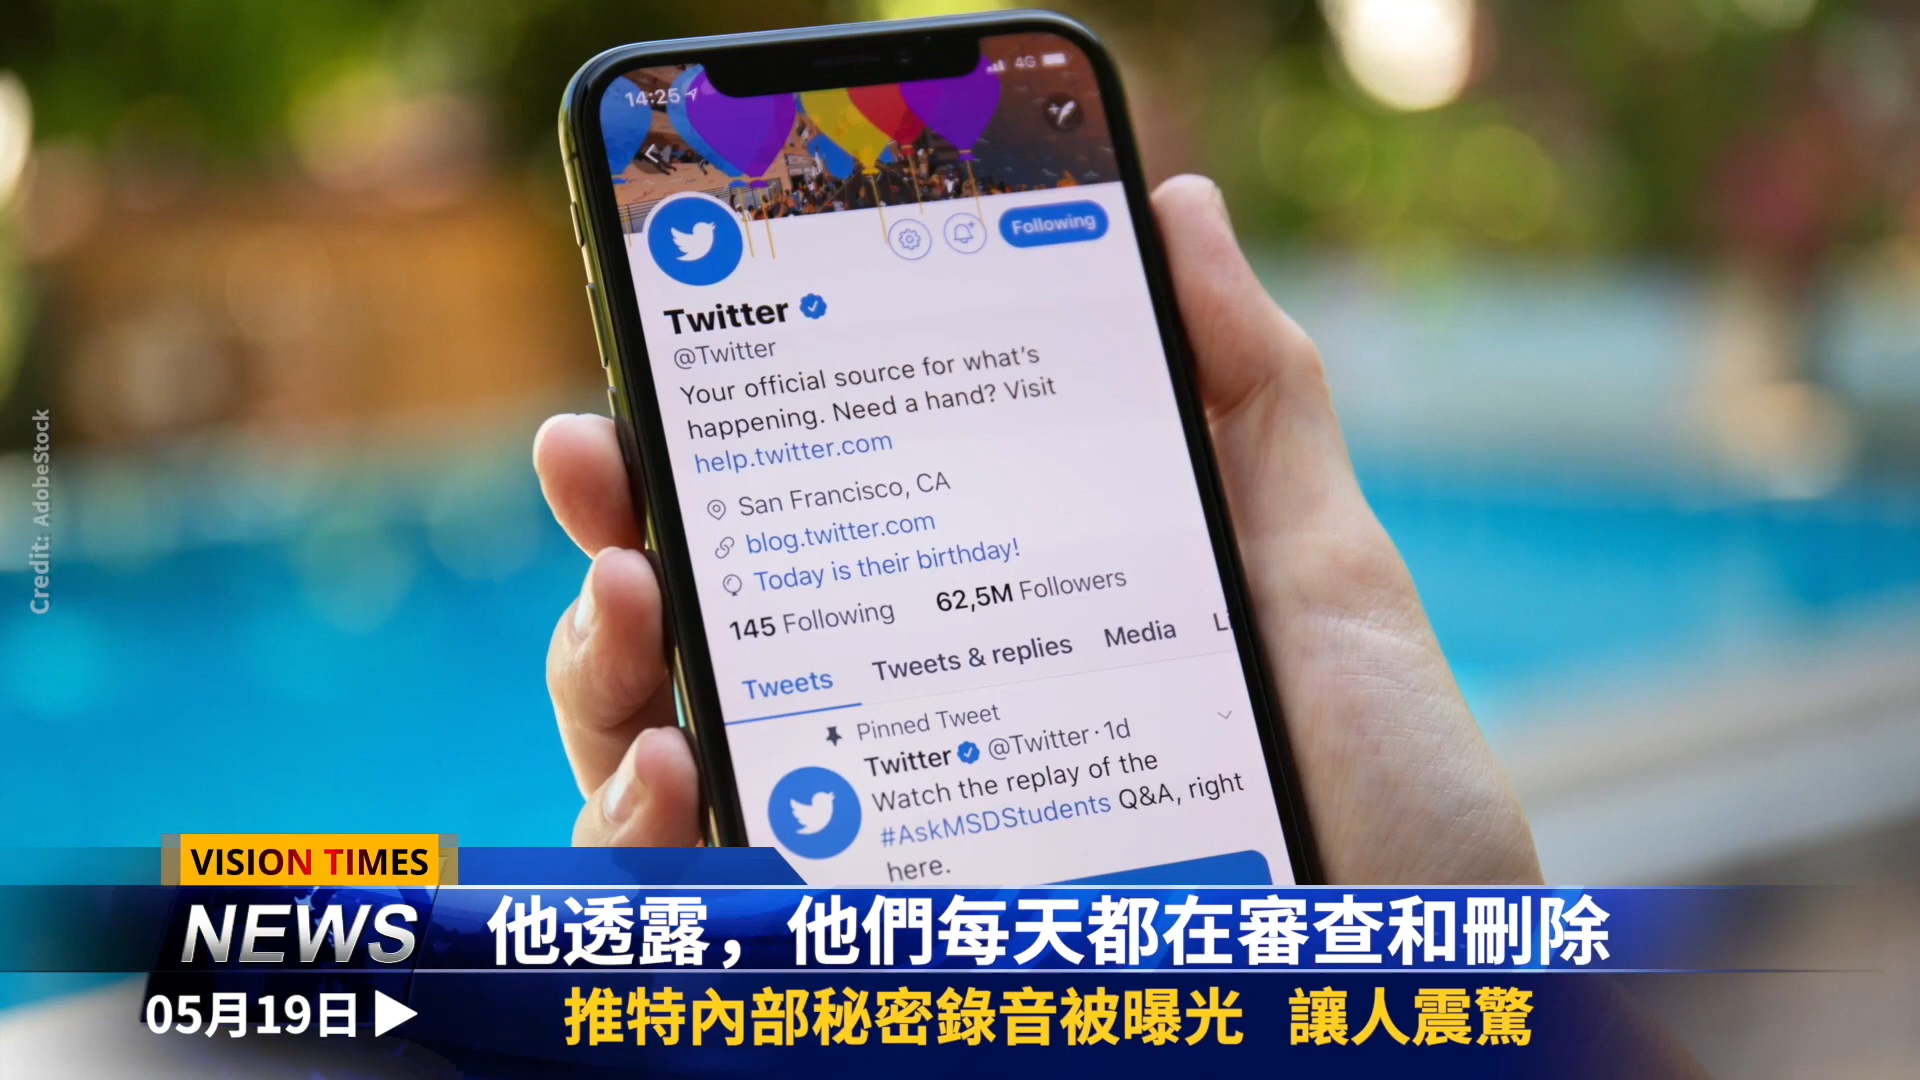 14:25
4G
Following
Twitter
@Twitter
Your official source for what's
happening. Need a hand? Visit
help.twitter.com
San Francisco, CA
blog.twitter.com
Today is their birthday!
145 Following 62,5M Followers
Tweets Tweets & replies Media Li
Pinned Tweet
Twitter @Twitter · 1d
Watch the replay of the
#AskMSDStudents Q&A, right
here.
Credit: AdobeStock
VISION TIMES
NEWS
他透露，他們每天都在審查和刪除
05月19日
推特內部秘密錄音被曝光 讓人震驚